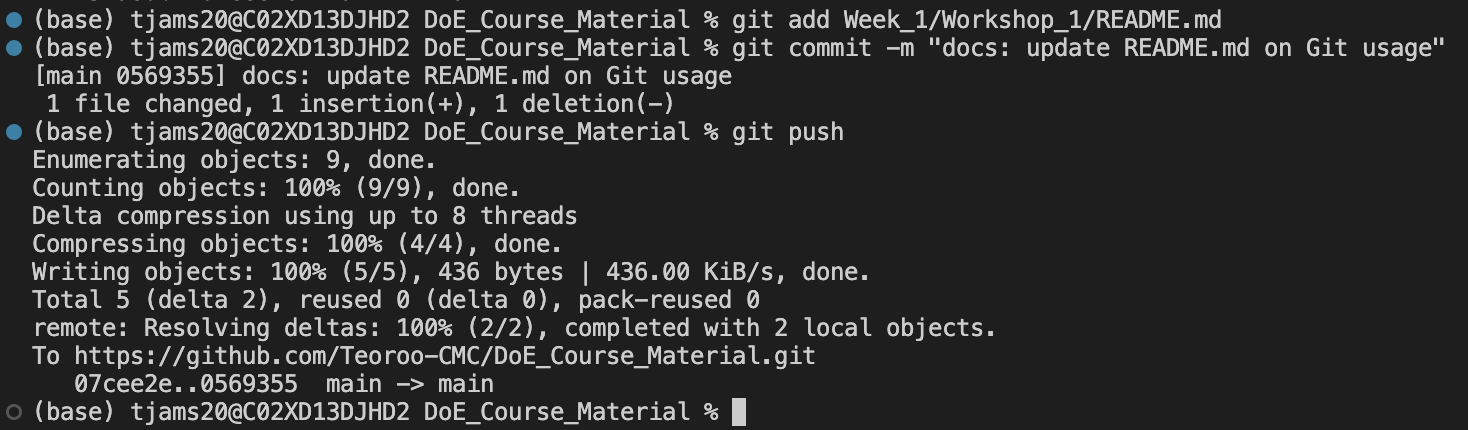 (base) tjams20@C02XD13DJHD2 DoE_Course_Material % git add Week_1/Workshop_1/README.md
(base) tjams20@C02XD13DJHD2 DoE_Course_Material % git commit -m "docs: update README.md on Git usage"
[main 0569355] docs: update README.md on Git usage
 1 file changed, 1 insertion(+), 1 deletion(-)
(base) tjams20@C02XD13DJHD2 DoE_Course_Material % git push
Enumerating objects: 9, done.
Counting objects: 100% (9/9), done.
Delta compression using up to 8 threads
Compressing objects: 100% (4/4), done.
Writing objects: 100% (5/5), 436 bytes | 436.00 KiB/s, done.
Total 5 (delta 2), reused 0 (delta 0), pack-reused 0
remote: Resolving deltas: 100% (2/2), completed with 2 local objects.
To https://github.com/Teoroo-CMC/DoE_Course_Material.git
   07cee2e..0569355  main -> main
(base) tjams20@C02XD13DJHD2 DoE_Course_Material %